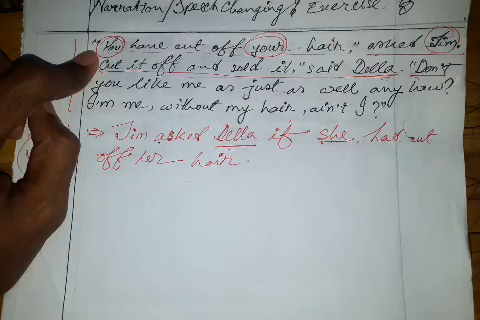 Narration/Speech Changing & Exercise 8
"You have cut off your hair," asked Jim.
"Cut it off and sold it," said Della. "Don't
you like me as just as well any how?
I'm me, without my hair, ain't I?"
⇒ Jim asked Della if she had cut
off her hair.